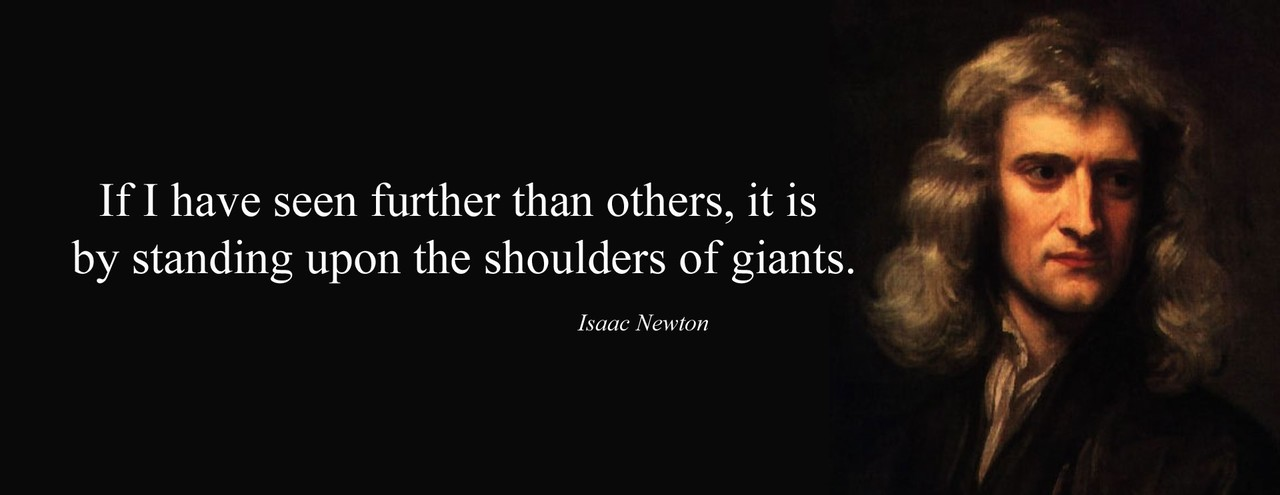 If I have seen further than others, it is
by standing upon the shoulders of giants.
Isaac Newton